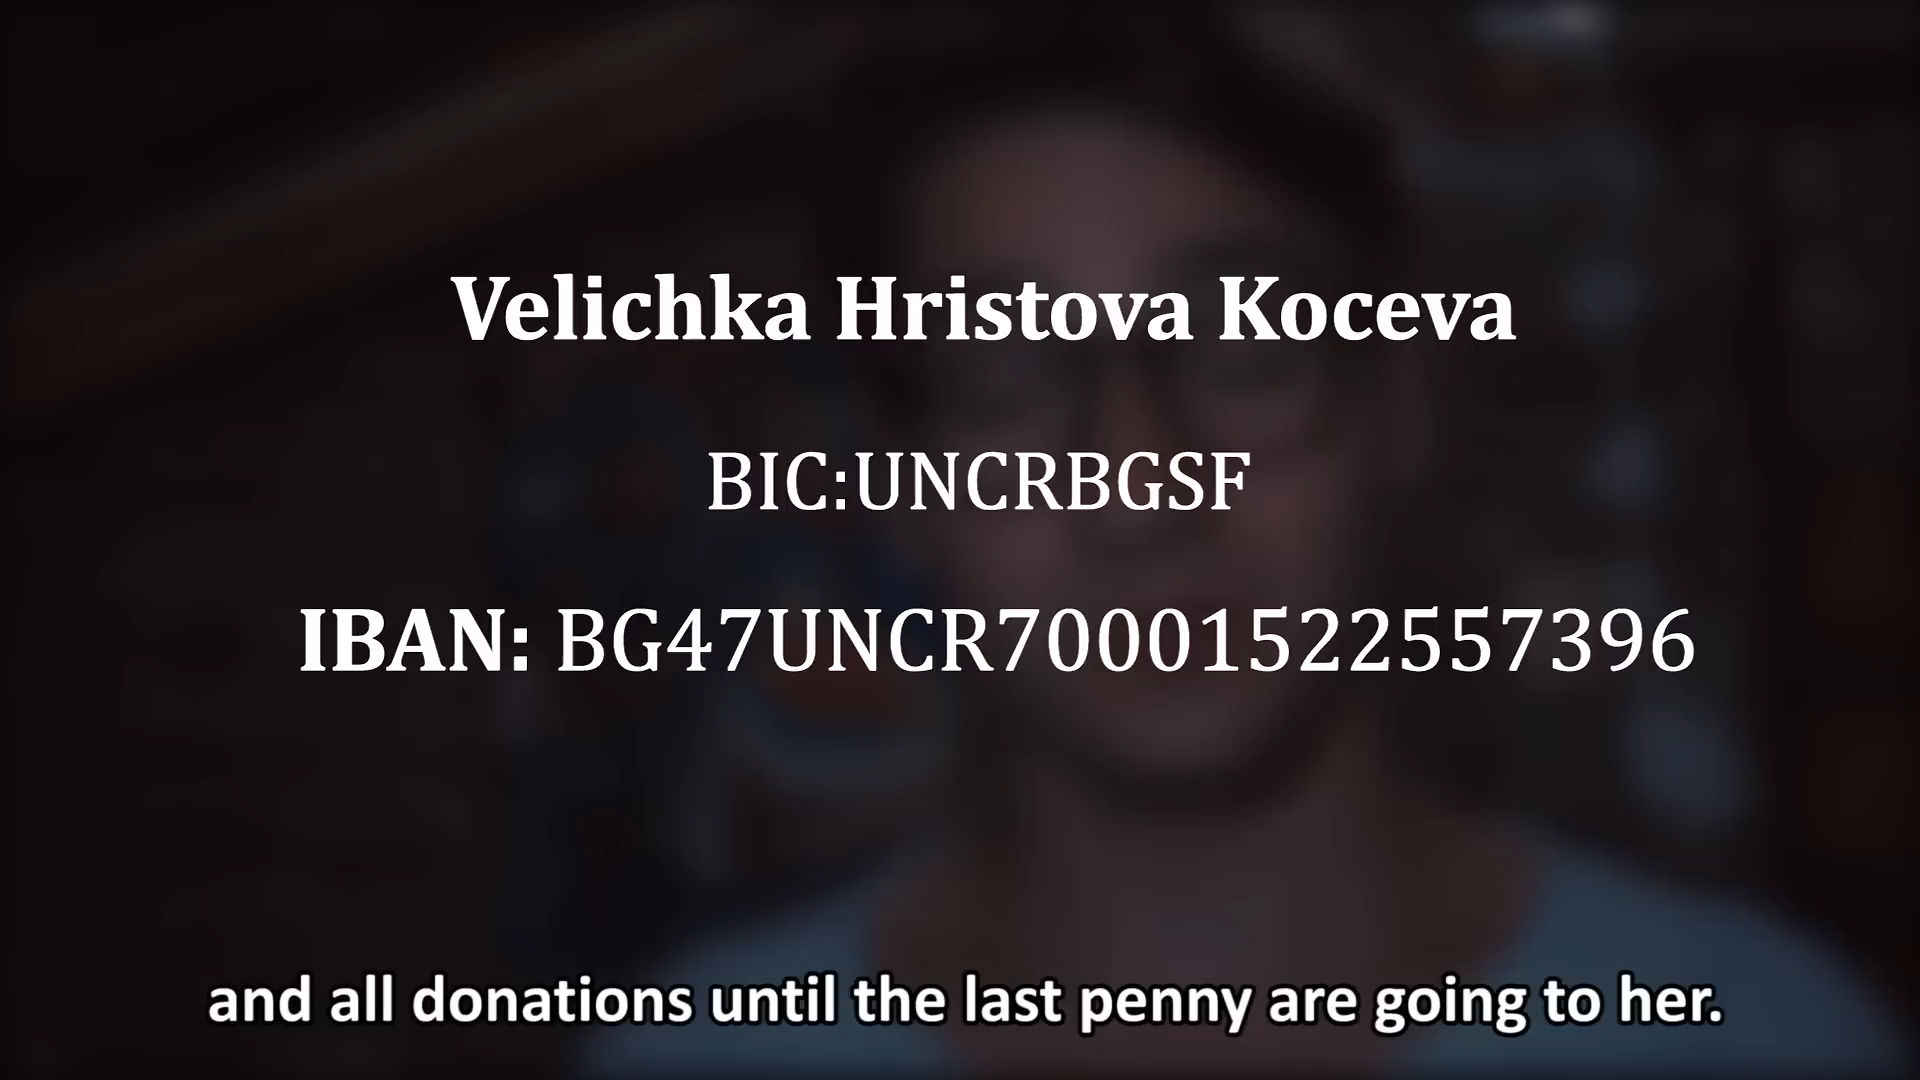 Velichka Hristova Koceva
BIC:UNCRBGSF
IBAN: BG47UNCR70001522557396
and all donations until the last penny are going to her.